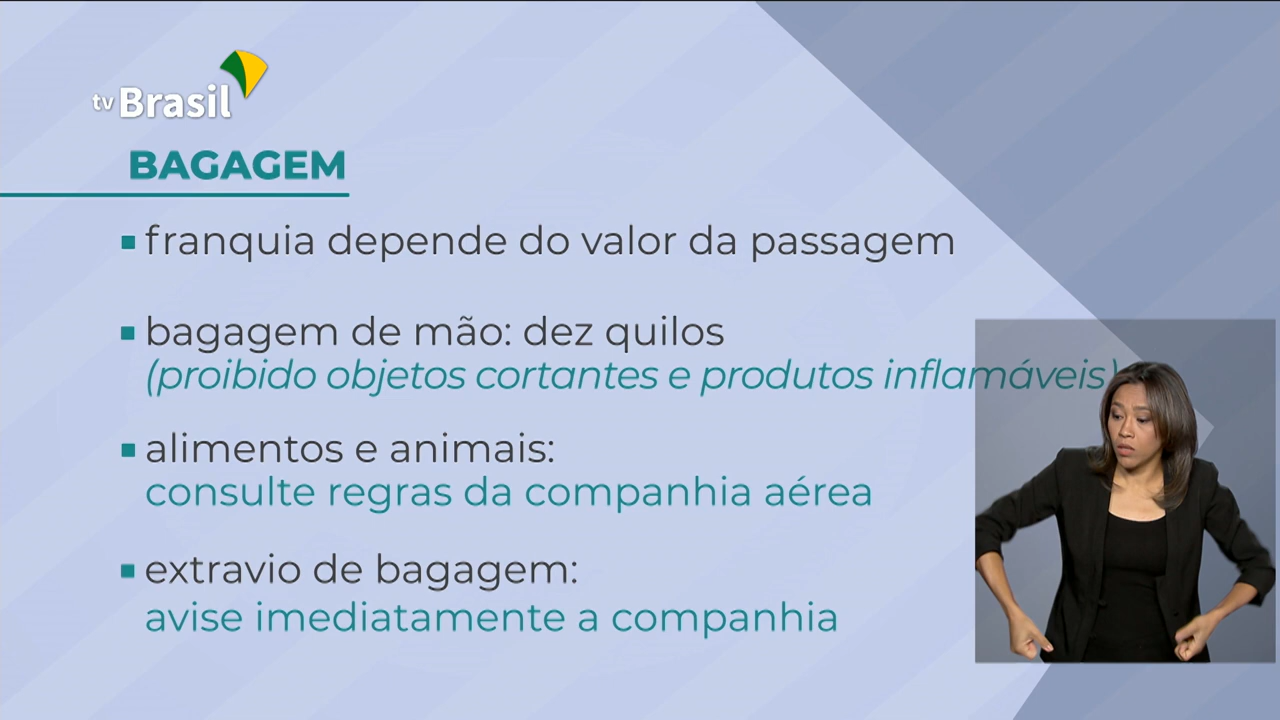 tv Brasil
BAGAGEM
franquia depende do valor da passagem
bagagem de mão: dez quilos
(proibido objetos cortantes e produtos inflamáveis)
alimentos e animais:
consulte regras da companhia aérea
extravio de bagagem:
avise imediatamente a companhia